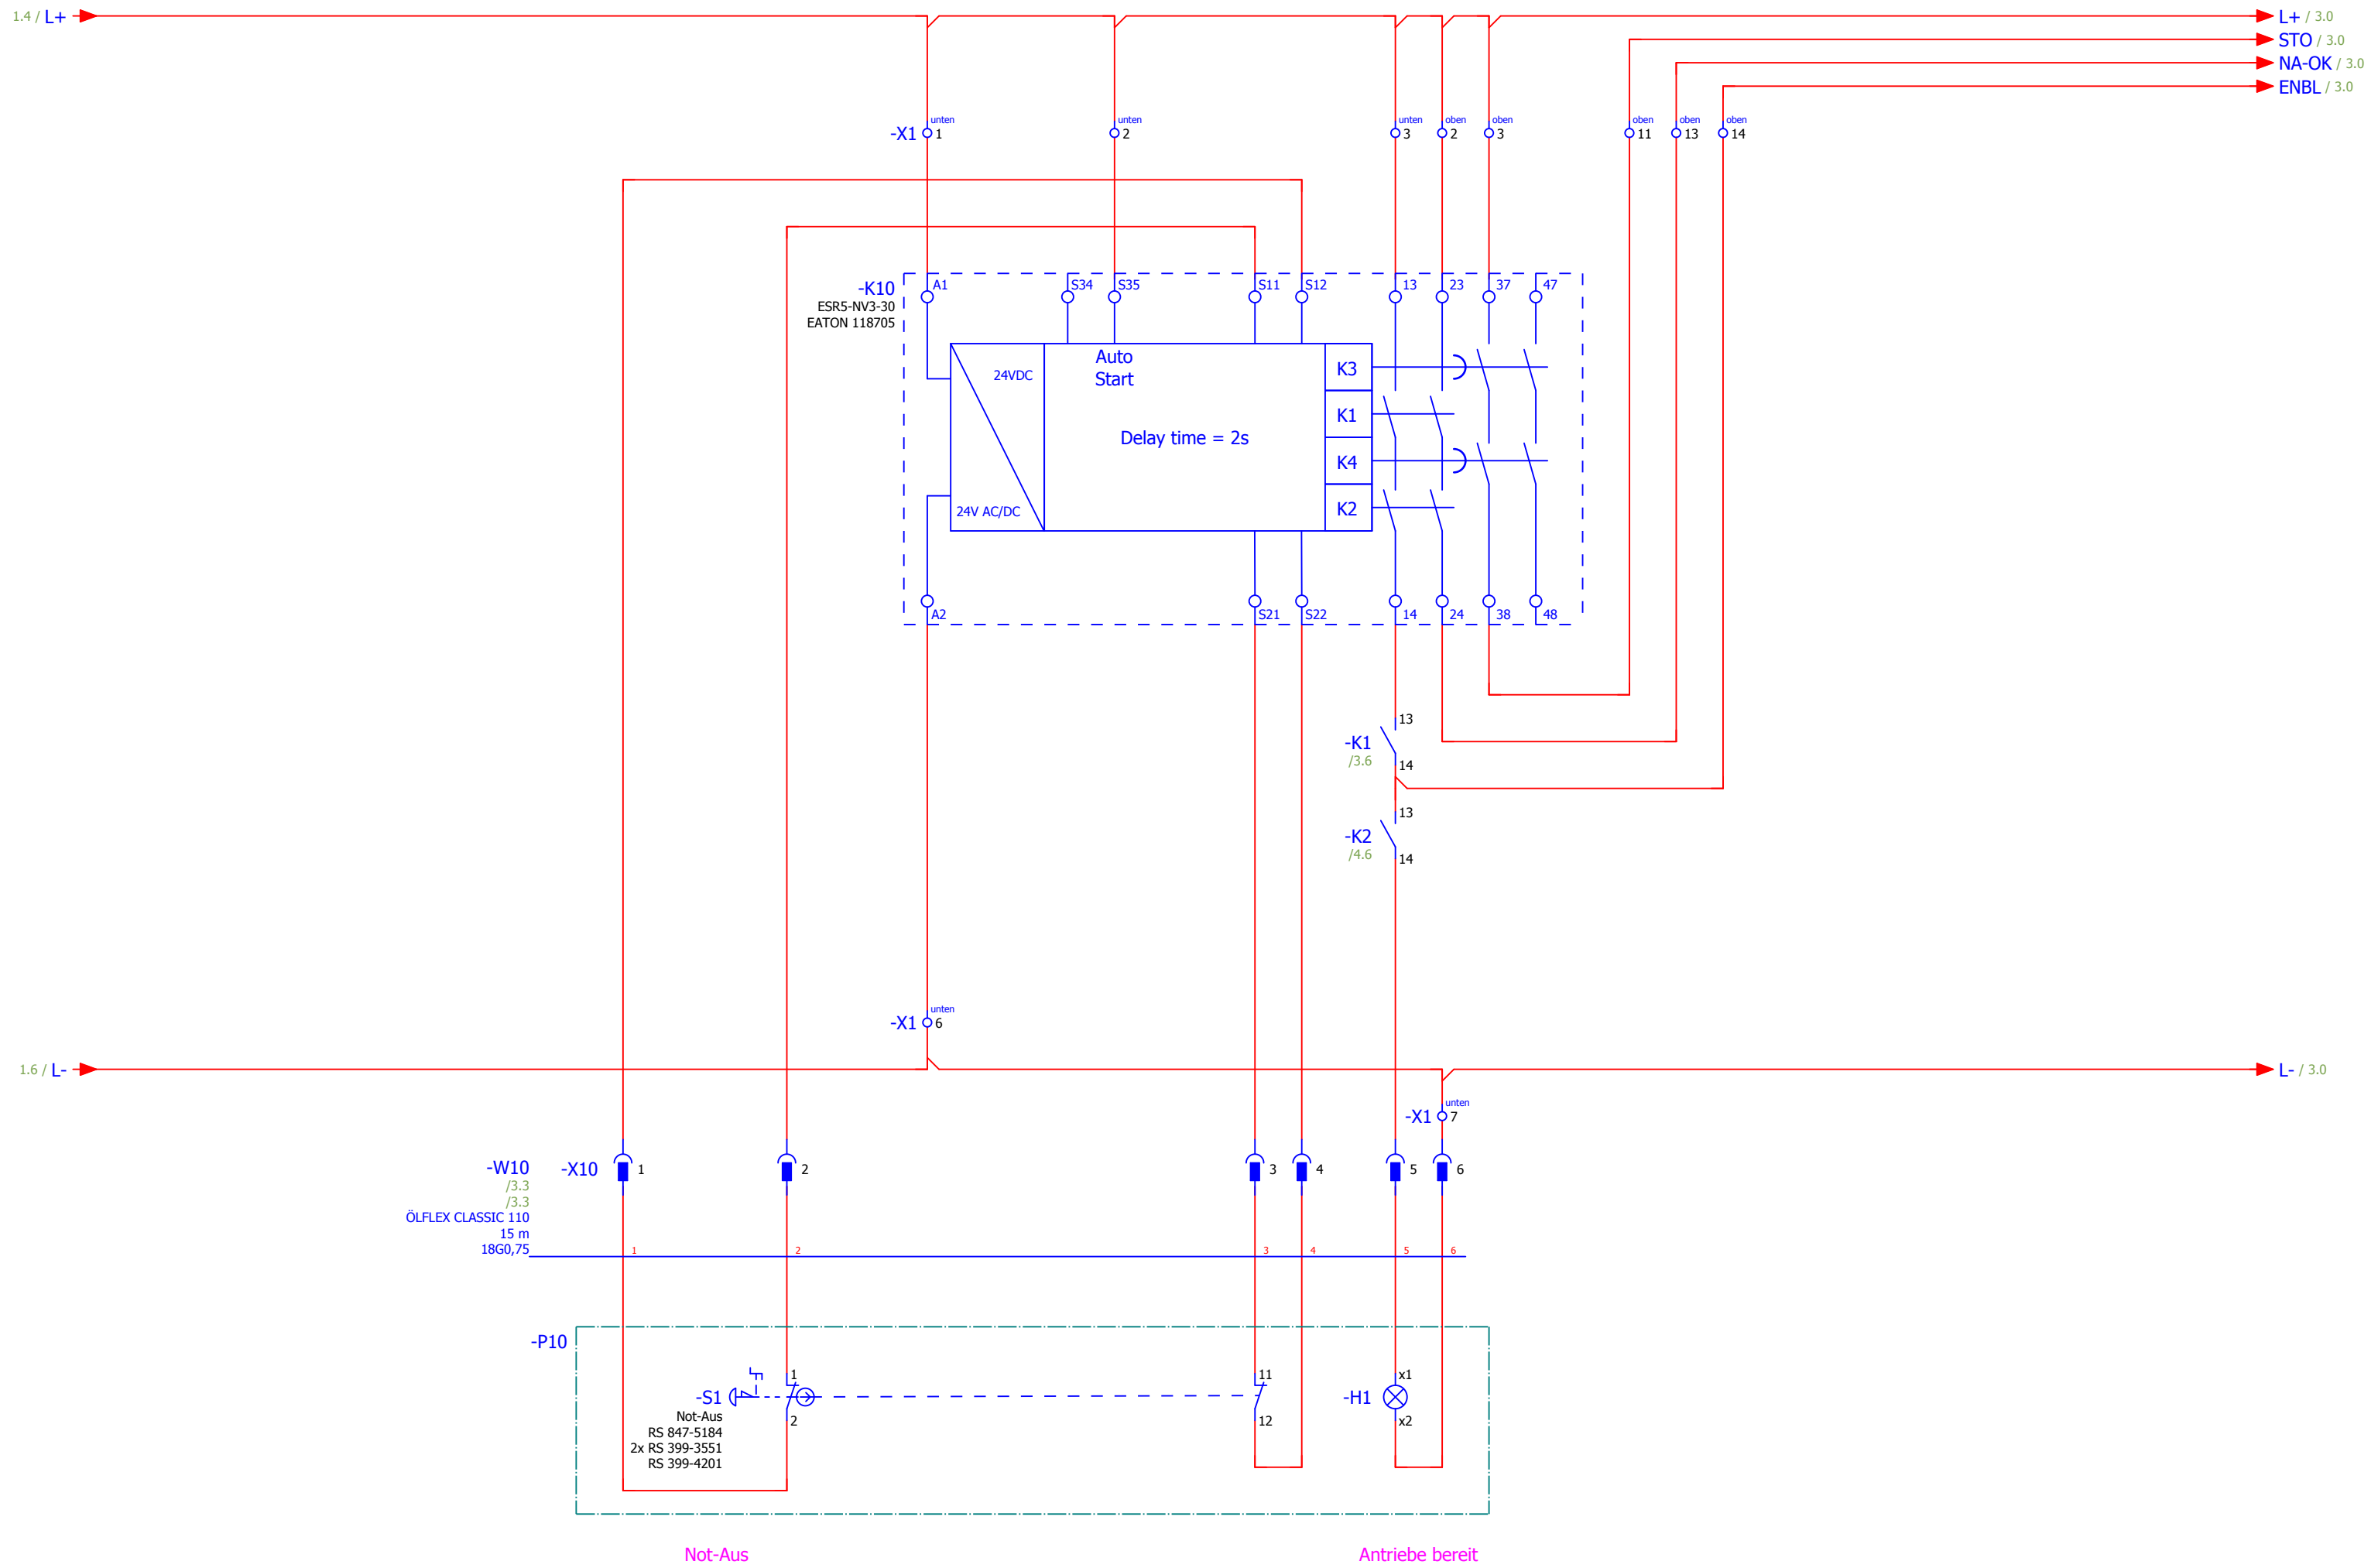 1.4 / L+
L+ / 3.0
STO / 3.0
NA-OK / 3.0
ENBL / 3.0
-X1 unten 1
unten 2
unten 3
oben 2
oben 3
oben 11
oben 13
oben 14
-K10
ESR5-NV3-30
EATON 118705
A1 S34 S35 S11 S12 13 23 37 47
24VDC
Auto
Start
Delay time = 2s
24V AC/DC
K3
K1
K4
K2
A2 S21 S22 14 24 38 48
-K1
/3.6
13
14
-K2
/4.6
13
14
-X1 unten 6
1.6 / L-
L- / 3.0
-X1 unten 7
-W10
/3.3
/3.3
ÖLFLEX CLASSIC 110
15 m
18G0,75
-X10 1 2 3 4 5 6
1 2 3 4 5 6
-P10
-S1
Not-Aus
RS 847-5184
2x RS 399-3551
RS 399-4201
1
2
11
12
-H1
x1
x2
Not-Aus
Antriebe bereit